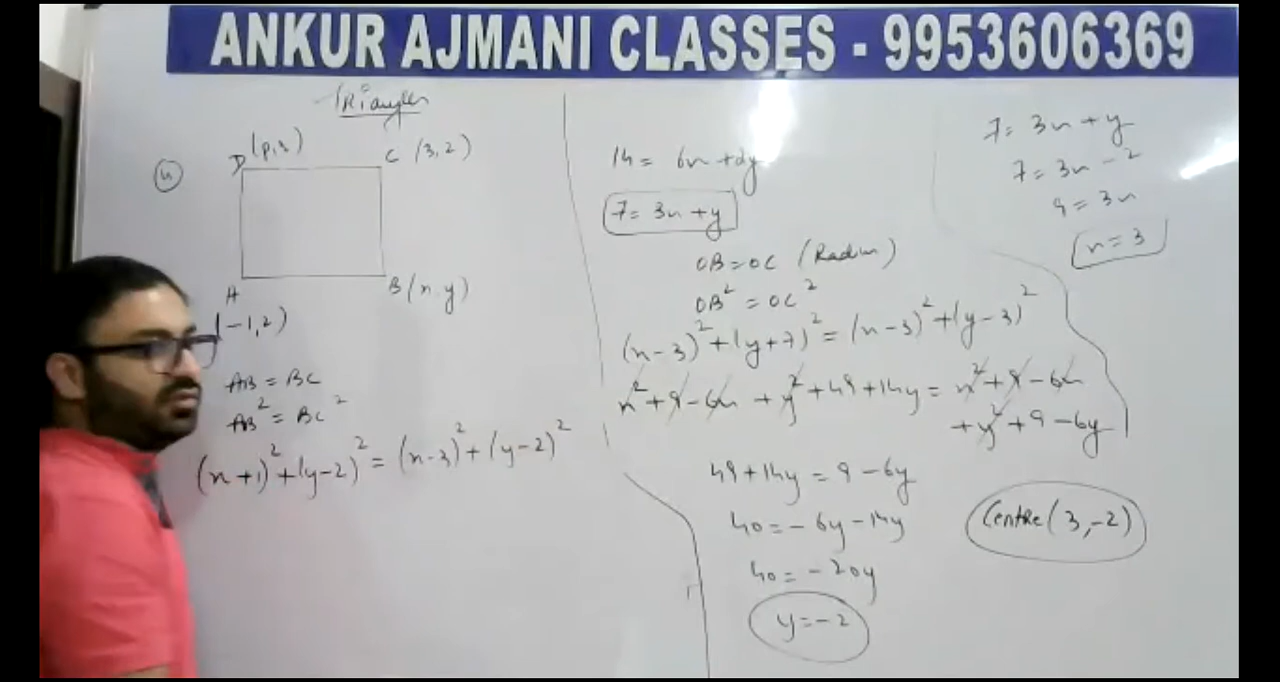 ANKUR AJMANI CLASSES - 9953606369
Triangles
(4)
D (p,q) C (3,2)
A B (x,y)
(-1,2)
AB = BC
AB² = BC²
(x+1)² + (y-2)² = (x-3)² + (y-2)²
14 = 6x + 2y
7 = 3x + y
OB = OC (Radius)
OB² = OC²
(x-3)² + (y+7)² = (x-3)² + (y-3)²
x² + 9 - 6x + y² + 49 + 14y = x² + 9 - 6x
+ y² + 9 - 6y
49 + 14y = 9 - 6y
40 = - 6y - 14y
40 = - 20y
y = - 2
7 = 3x + y
7 = 3x - 2
9 = 3x
x = 3
Centre (3,-2)